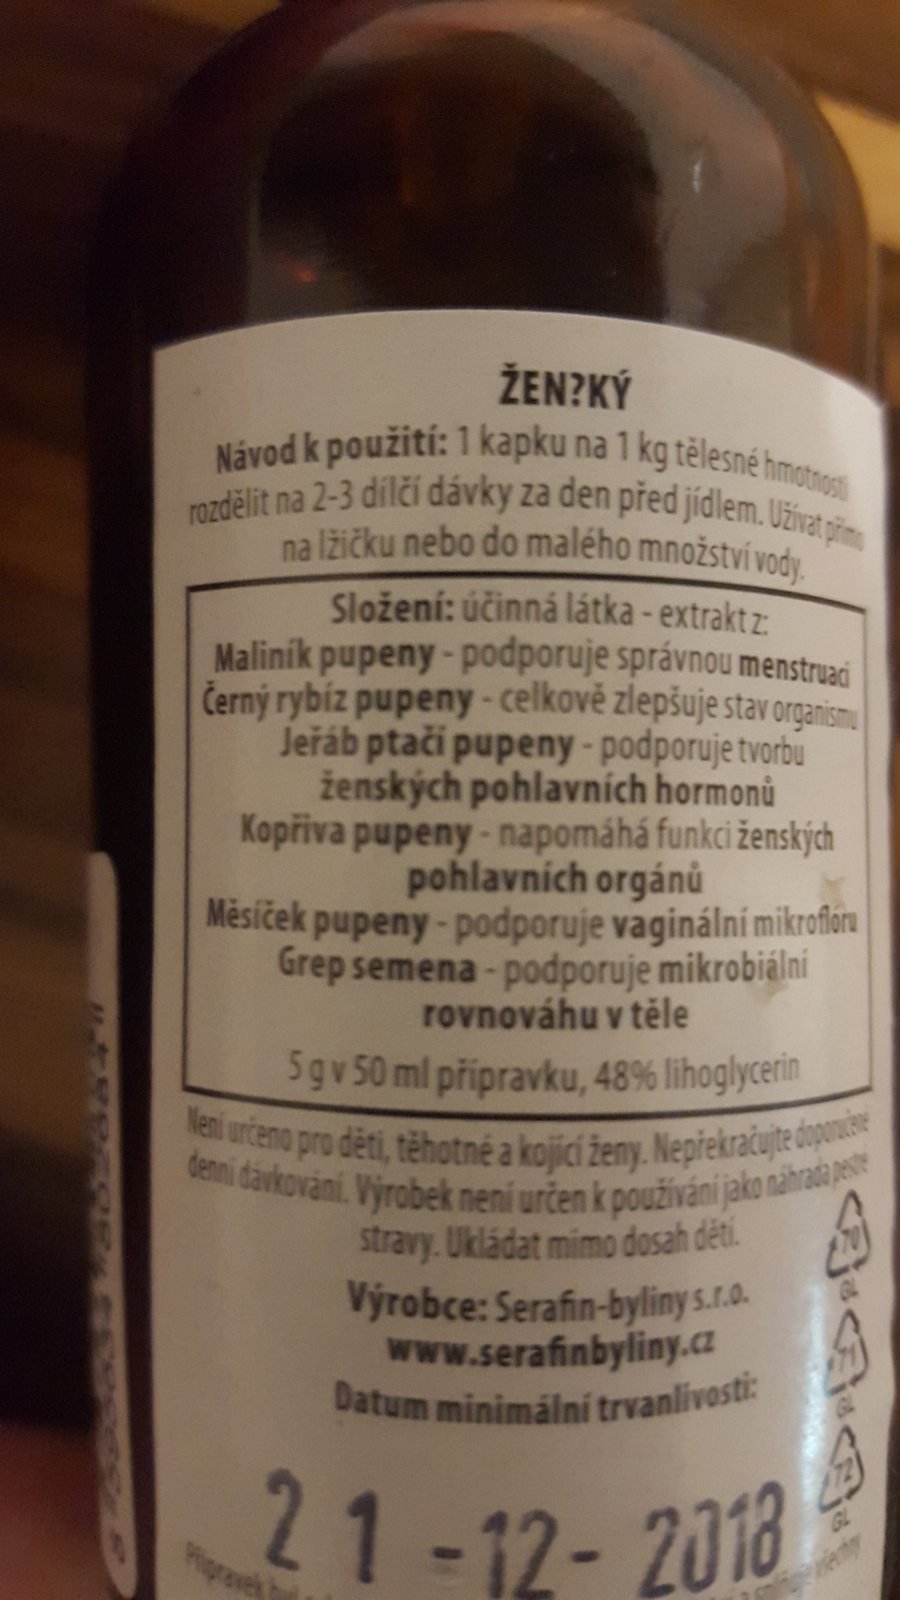 ŽEN?KÝ
Návod k použití: 1 kapku na 1 kg tělesné hmotnosti
rozdělit na 2-3 dílčí dávky za den před jídlem. Užívat přímo
na lžičku nebo do malého množství vody.
Složení: účinná látka - extrakt z:
Maliník pupeny - podporuje správnou menstruaci
Černý rybíz pupeny - celkově zlepšuje stav organismu
Jeřáb ptačí pupeny - podporuje tvorbu
ženských pohlavních hormonů
Kopřiva pupeny - napomáhá funkci ženských
pohlavních orgánů
Měsíček pupeny - podporuje vaginální mikroflóru
Grep semena - podporuje mikrobiální
rovnováhu v těle
5 g v 50 ml přípravku, 48% lihoglycerin
Není určeno pro děti, těhotné a kojící ženy. Nepřekračujte doporučené
denní dávkování. Výrobek není určen k používání jako náhrada pestré
stravy. Ukládat mimo dosah dětí.
Výrobce: Serafin-byliny s.r.o.
www.serafinbyliny.cz
Datum minimální trvanlivosti:
21-12-2018
70
GL
71
GL
72
GL
Přípravek byl
všechny